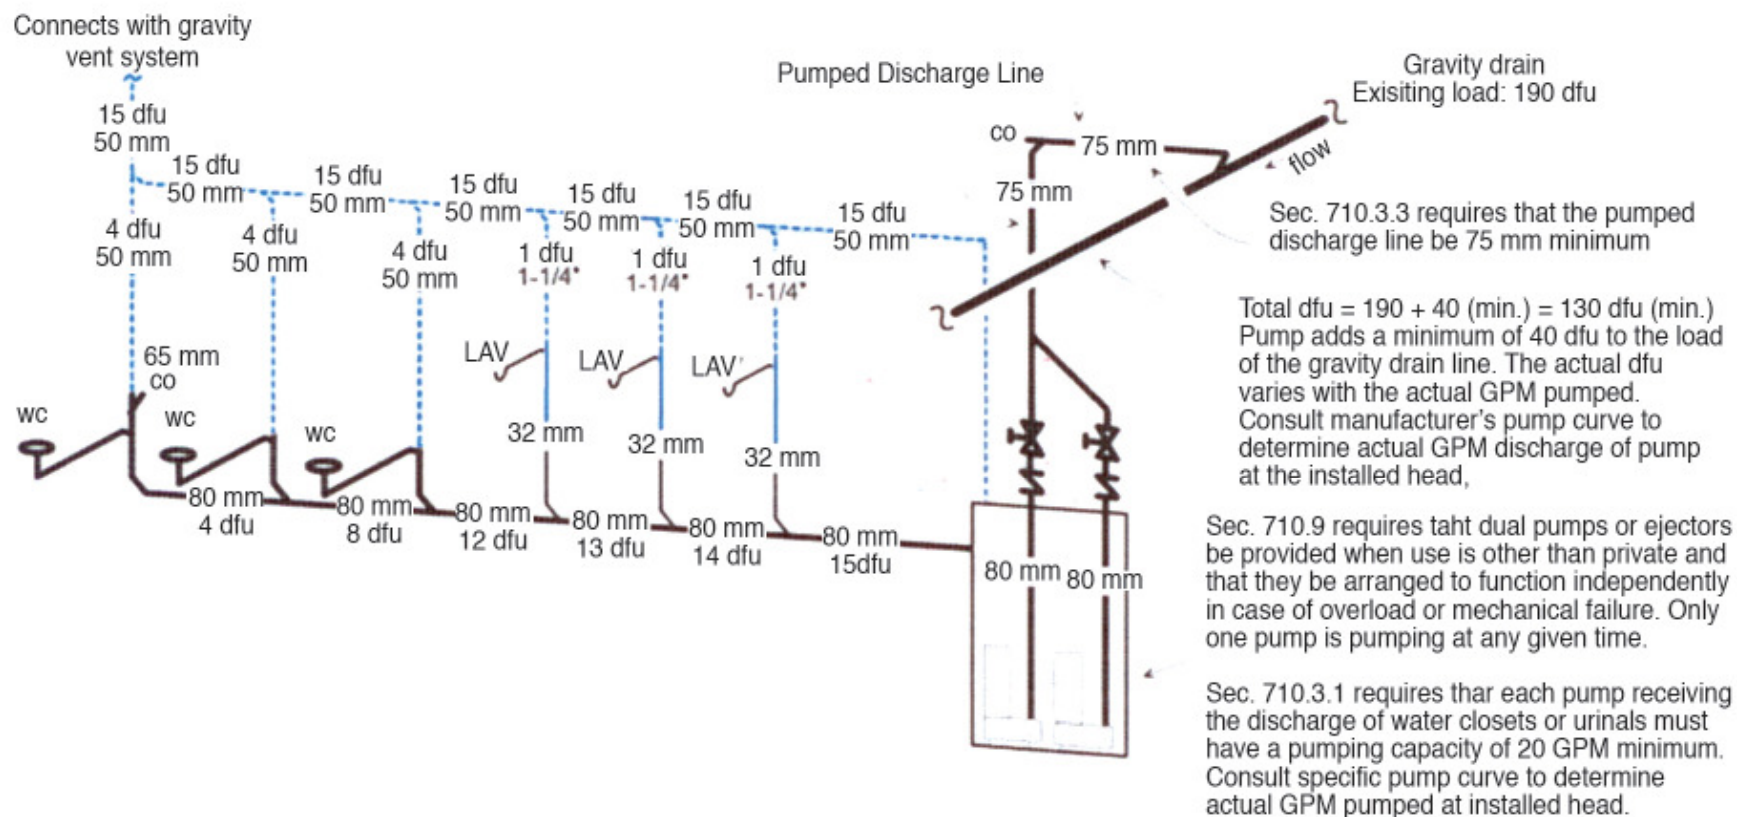 Connects with gravity
vent system
15 dfu
50 mm
15 dfu
50 mm
15 dfu
50 mm
15 dfu
50 mm
15 dfu
50 mm
15 dfu
50 mm
15 dfu
50 mm
4 dfu
50 mm
4 dfu
50 mm
4 dfu
50 mm
1 dfu
1-1/4"
1 dfu
1-1/4"
1 dfu
1-1/4"
65 mm
co
wc
wc
wc
LAV
LAV
LAV
32 mm
32 mm
32 mm
80 mm
4 dfu
80 mm
8 dfu
80 mm
12 dfu
80 mm
13 dfu
80 mm
14 dfu
80 mm
15dfu
Pumped Discharge Line
co
75 mm
75 mm
Gravity drain
Exisiting load: 190 dfu
flow
80 mm
80 mm
Sec. 710.3.3 requires that the pumped
discharge line be 75 mm minimum
Total dfu = 190 + 40 (min.) = 130 dfu (min.)
Pump adds a minimum of 40 dfu to the load
of the gravity drain line. The actual dfu
varies with the actual GPM pumped.
Consult manufacturer's pump curve to
determine actual GPM discharge of pump
at the installed head,
Sec. 710.9 requires taht dual pumps or ejectors
be provided when use is other than private and
that they be arranged to function independently
in case of overload or mechanical failure. Only
one pump is pumping at any given time.
Sec. 710.3.1 requires thar each pump receiving
the discharge of water closets or urinals must
have a pumping capacity of 20 GPM minimum.
Consult specific pump curve to determine
actual GPM pumped at installed head.